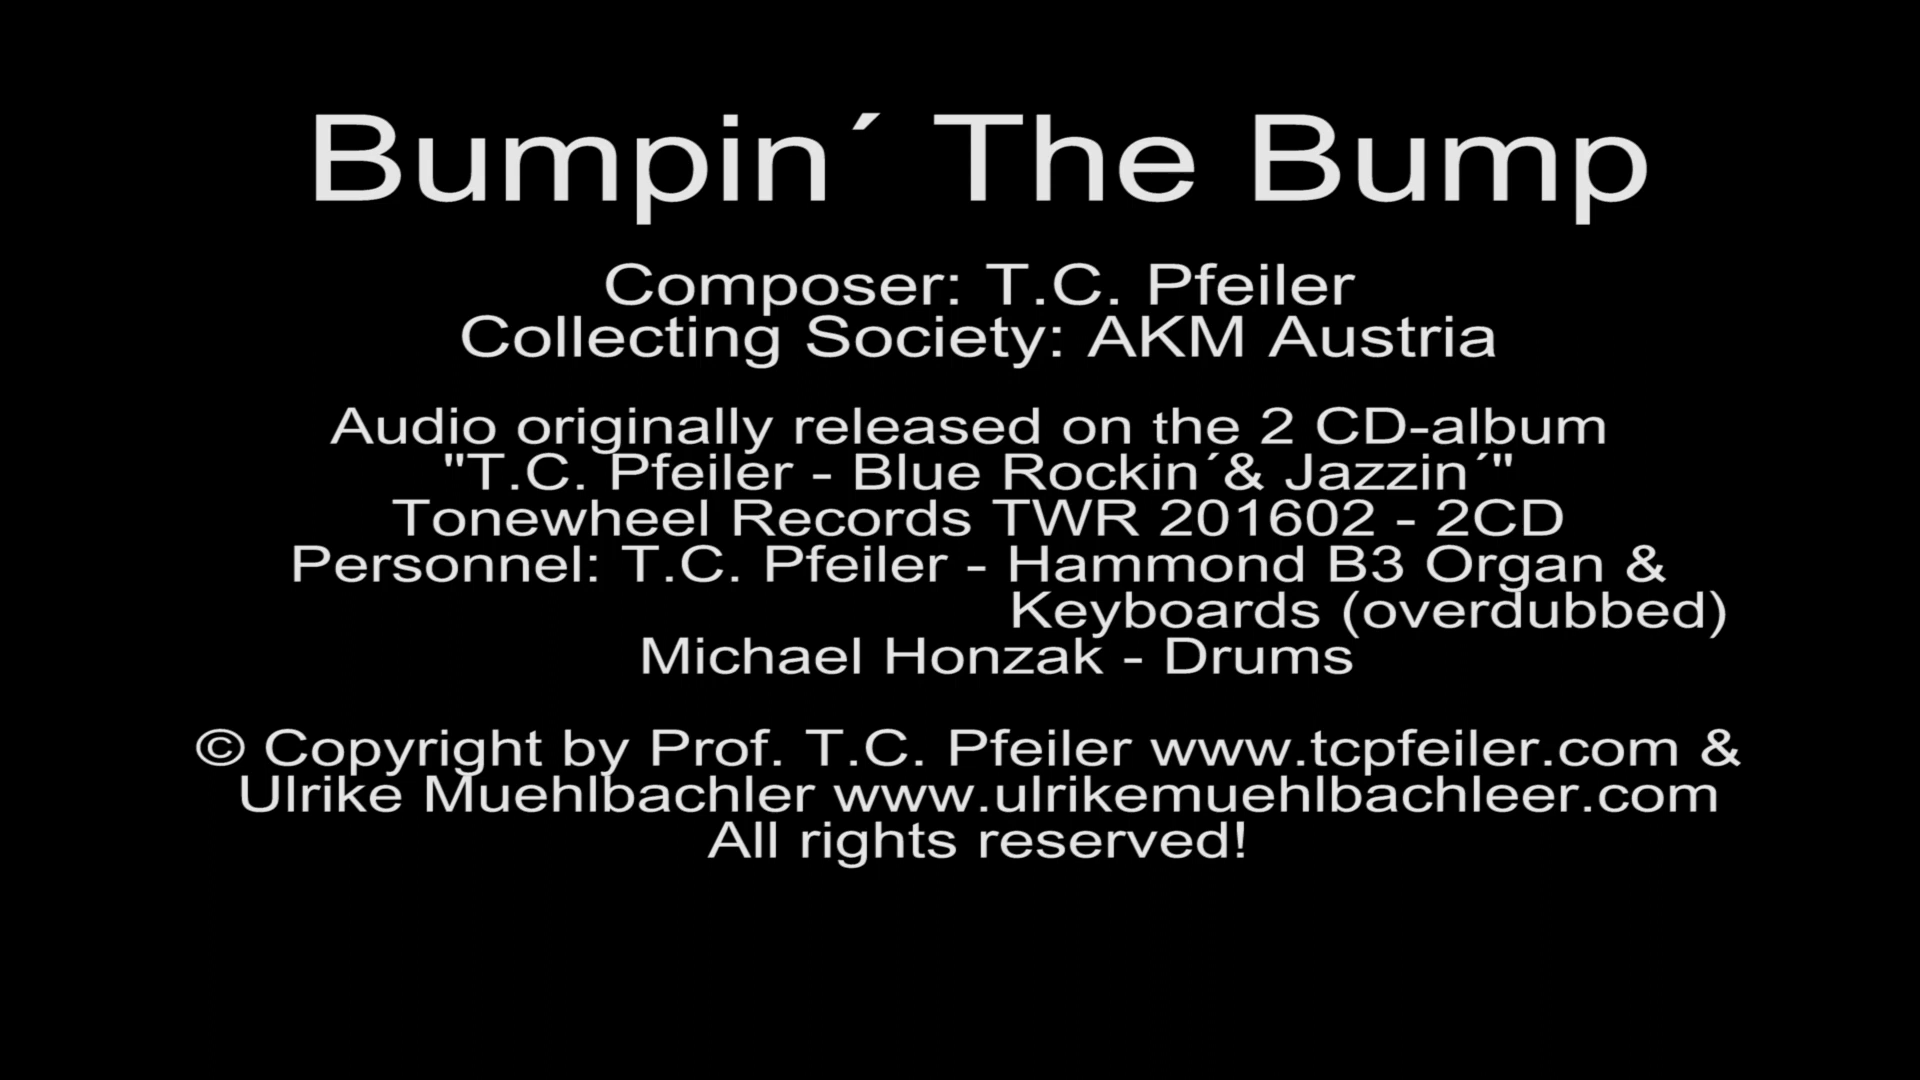 Bumpin´ The Bump
Composer: T.C. Pfeiler
Collecting Society: AKM Austria
Audio originally released on the 2 CD-album
"T.C. Pfeiler - Blue Rockin´& Jazzin´"
Tonewheel Records TWR 201602 - 2CD
Personnel: T.C. Pfeiler - Hammond B3 Organ &
Keyboards (overdubbed)
Michael Honzak - Drums
© Copyright by Prof. T.C. Pfeiler www.tcpfeiler.com &
Ulrike Muehlbachler www.ulrikemuehlbachleer.com
All rights reserved!